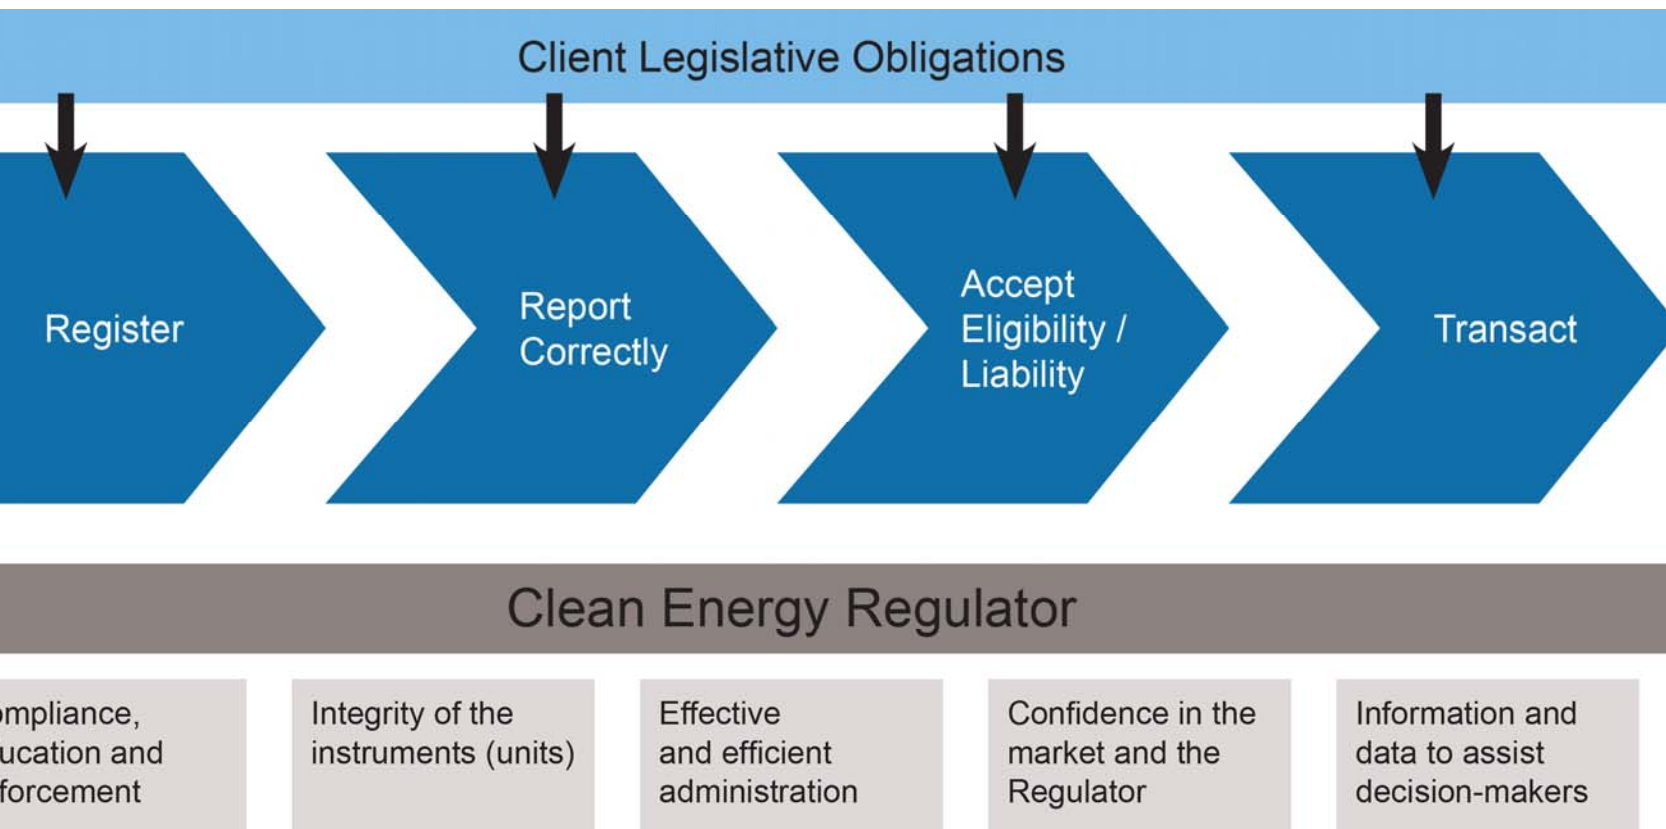 Client Legislative Obligations
Register
Report
Correctly
Accept
Eligibility /
Liability
Transact
Clean Energy Regulator
ompliance,
ucation and
forcement
Integrity of the
instruments (units)
Effective
and efficient
administration
Confidence in the
market and the
Regulator
Information and
data to assist
decision-makers